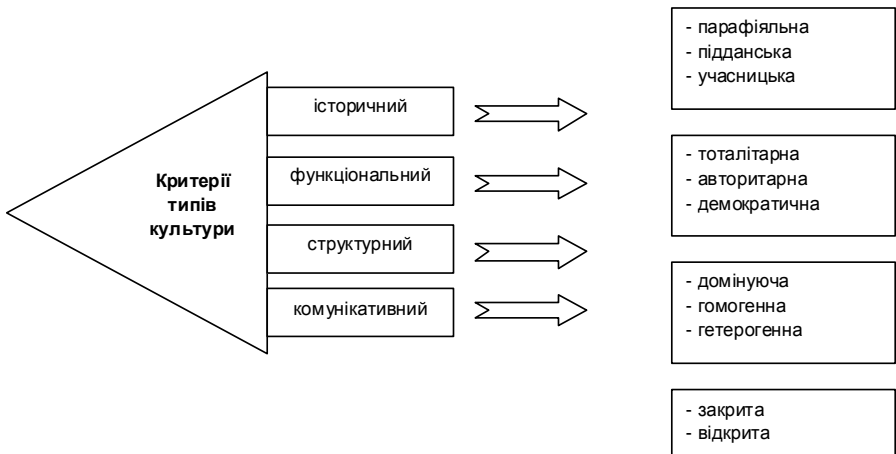 Критерії
типів
культури
історичний
функціональний
структурний
комунікативний
- парафіяльна
- підданська
- учасницька
- тоталітарна
- авторитарна
- демократична
- домінуюча
- гомогенна
- гетерогенна
- закрита
- відкрита